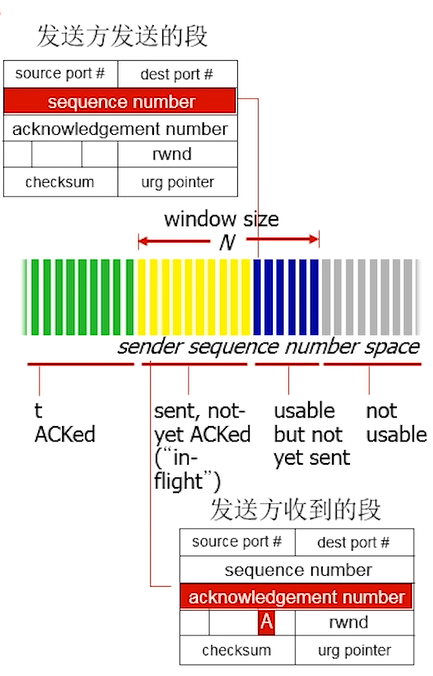 发送方发送的段
source port #
dest port #
sequence number
acknowledgement number
rwnd
checksum
urg pointer
window size
N
sender sequence number space
t
ACKed
sent, not-
yet ACKed
("in-
flight")
usable
but not
yet sent
not
usable
发送方收到的段
source port #
dest port #
sequence number
acknowledgement number
A
rwnd
checksum
urg pointer